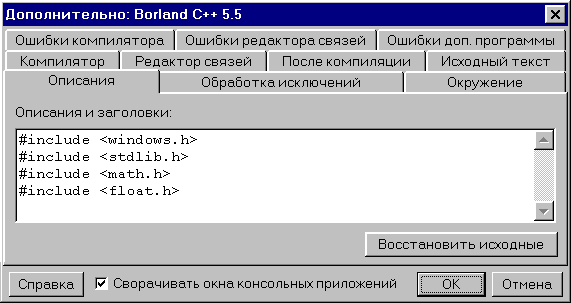 Дополнительно: Borland C++ 5.5
Ошибки компилятора Ошибки редактора связей Ошибки доп. программы
Компилятор Редактор связей После компиляции Исходный текст
Описания Обработка исключений Окружение
Описания и заголовки:
#include <windows.h>
#include <stdlib.h>
#include <math.h>
#include <float.h>
Восстановить исходные
Справка Сворачивать окна консольных приложений OK Отмена